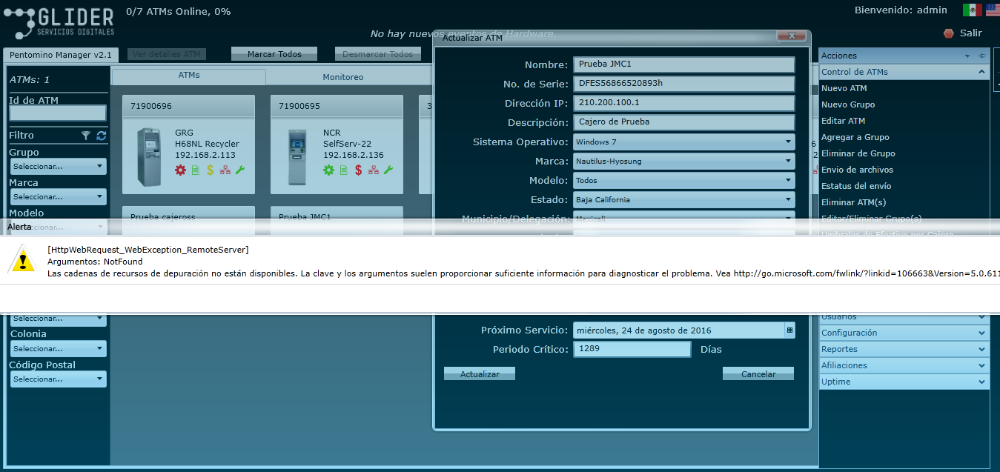 GLIDER
SERVICIOS DIGITALES
0/7 ATMs Online, 0%
Bienvenido: admin
No hay nuevos eventos de Hardware.
Salir
Pentomino Manager v2.1
Ver detalles ATM
Marcar Todos
Desmarcar Todos
ATMs: 1
Id de ATM
Filtro
Grupo
Seleccionar...
Marca
Seleccionar...
Modelo
ATMs
Monitoreo
71900696
GRG
H68NL Recycler
192.168.2.113
71900695
NCR
SelfServ-22
192.168.2.136
3
Prueba cajeross
Prueba JMC1
Actualizar ATM
Nombre: Prueba JMC1
No. de Serie: DFES56866520893h
Dirección IP: 210.200.100.1
Descripción: Cajero de Prueba
Sistema Operativo: Windows 7
Marca: Nautilus-Hyosung
Modelo: Todos
Estado: Baja California
Municipio/Delegación: Mexicali
Acciones
Control de ATMs
Nuevo ATM
Nuevo Grupo
Editar ATM
Agregar a Grupo
Eliminar de Grupo
Envio de archivos
Estatus del envío
Eliminar ATM(s)
Editar/Eliminar Grupo(s)
Umbrales de Efectivo por Cajero
Alerta
[HttpWebRequest_WebException_RemoteServer]
Argumentos: NotFound
Las cadenas de recursos de depuración no están disponibles. La clave y los argumentos suelen proporcionar suficiente información para diagnosticar el problema. Vea http://go.microsoft.com/fwlink/?linkid=106663&Version=5.0.611
Seleccionar...
Colonia
Seleccionar...
Código Postal
Seleccionar...
Próximo Servicio: miércoles, 24 de agosto de 2016
Periodo Crítico: 1289 Días
Actualizar
Cancelar
Usuarios
Configuración
Reportes
Afiliaciones
Uptime